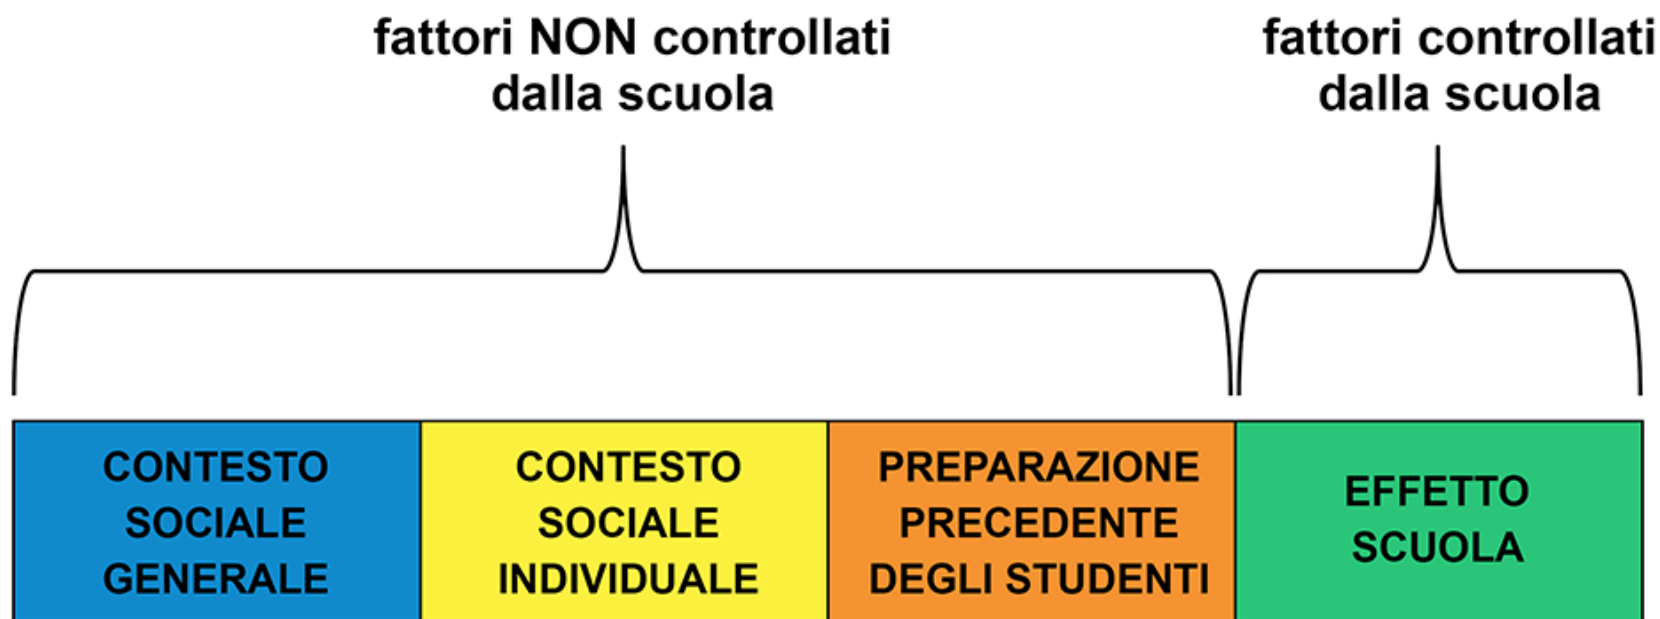 fattori NON controllati
dalla scuola
fattori controllati
dalla scuola
CONTESTO
SOCIALE
GENERALE
CONTESTO
SOCIALE
INDIVIDUALE
PREPARAZIONE
PRECEDENTE
DEGLI STUDENTI
EFFETTO
SCUOLA